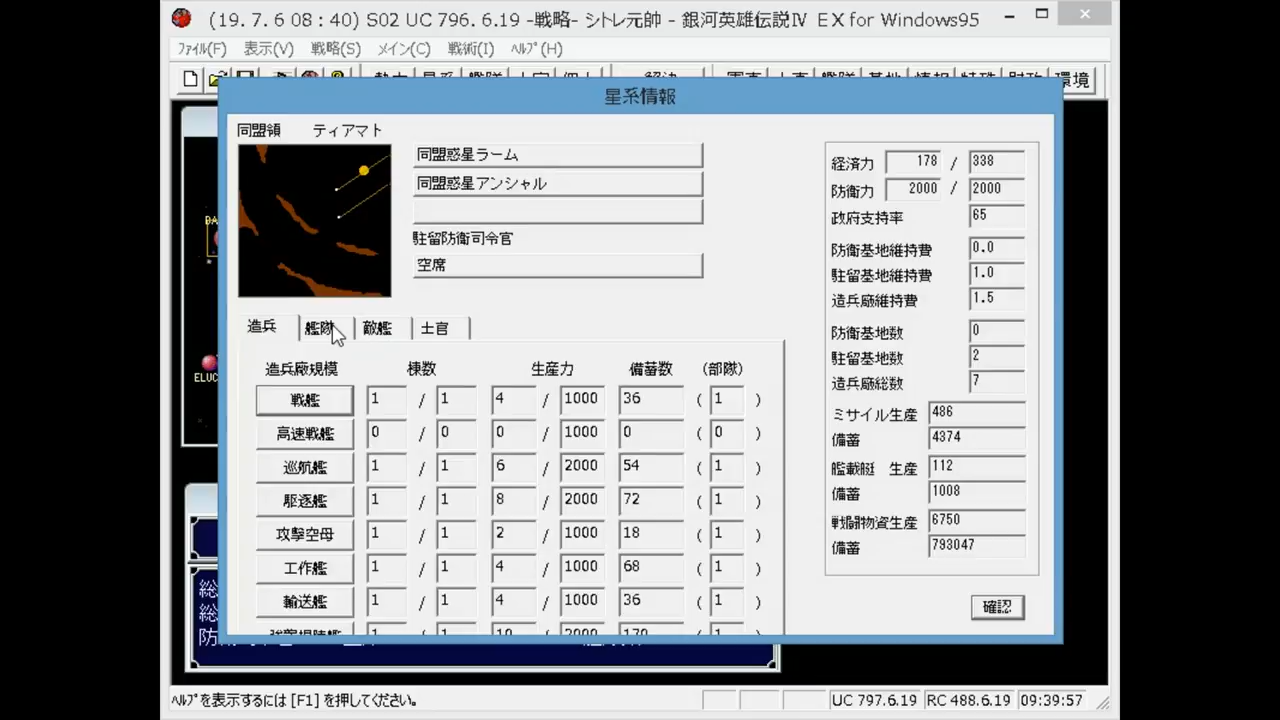 (19. 7. 6 08 : 40) S02 UC 796. 6.19 -戦略- シトレ元帥 - 銀河英雄伝説Ⅳ EX for Windows95
ﾌｧｲﾙ(F) 表示(V) 戦略(S) メイン(C) 戦術(I) ﾍﾙﾌﾟ(H)
環境
星系情報
同盟領 ティアマト
同盟惑星ラーム
同盟惑星アンシャル
駐留防衛司令官
空席
経済力 178 / 338
防衛力 2000 / 2000
政府支持率 65
防衛基地維持費 0.0
駐留基地維持費 1.0
造兵廠維持費 1.5
防衛基地数 0
駐留基地数 2
造兵廠総数 7
ミサイル生産 486
備蓄 4374
艦載艇 生産 112
備蓄 1008
戦闘物資生産 6750
備蓄 793047
確認
造兵 艦隊 敵艦 士官
造兵廠規模 棟数 生産力 備蓄数 (部隊)
戦艦 1 / 1 4 / 1000 36 ( 1 )
高速戦艦 0 / 0 0 / 1000 0 ( 0 )
巡航艦 1 / 1 6 / 2000 54 ( 1 )
駆逐艦 1 / 1 8 / 2000 72 ( 1 )
攻撃空母 1 / 1 2 / 1000 18 ( 1 )
工作艦 1 / 1 4 / 1000 68 ( 1 )
輸送艦 1 / 1 4 / 1000 36 ( 1 )
ELUC
総
総
防
ﾍﾙﾌﾟを表示するには [F1] を押してください。
UC 797.6.19 RC 488.6.19 09:39:57